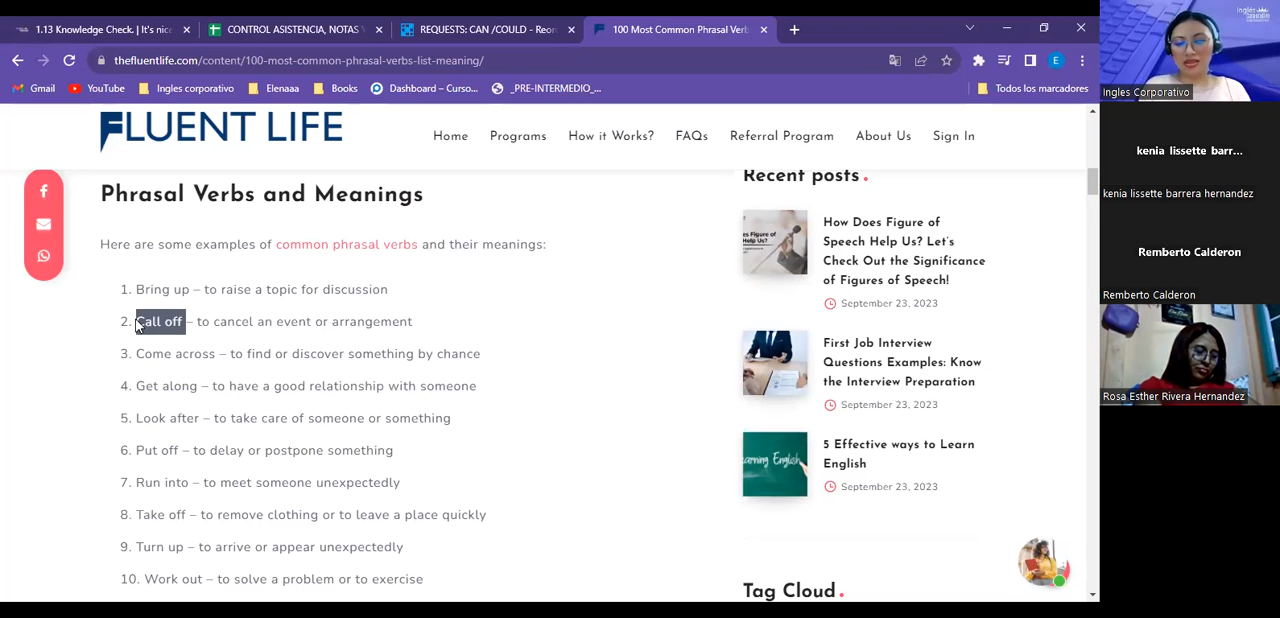 1.13 Knowledge Check. | It's nice
CONTROL ASISTENCIA, NOTAS Y
REQUESTS: CAN /COULD - Reor
100 Most Common Phrasal Verb
thefluentlife.com/content/100-most-common-phrasal-verbs-list-meaning/
Gmail
YouTube
Ingles corporativo
Elenaaa
Books
Dashboard – Curso...
_PRE-INTERMEDIO_...
Todos los marcadores
FLUENT LIFE
Home
Programs
How it Works?
FAQs
Referral Program
About Us
Sign In
Phrasal Verbs and Meanings
Here are some examples of common phrasal verbs and their meanings:
1. Bring up – to raise a topic for discussion
2. Call off – to cancel an event or arrangement
3. Come across – to find or discover something by chance
4. Get along – to have a good relationship with someone
5. Look after – to take care of someone or something
6. Put off – to delay or postpone something
7. Run into – to meet someone unexpectedly
8. Take off – to remove clothing or to leave a place quickly
9. Turn up – to arrive or appear unexpectedly
10. Work out – to solve a problem or to exercise
Recent posts.
How Does Figure of
Speech Help Us? Let's
Check Out the Significance
of Figures of Speech!
September 23, 2023
First Job Interview
Questions Examples: Know
the Interview Preparation
September 23, 2023
5 Effective ways to Learn
English
September 23, 2023
Tag Cloud.
inglés
corporativo
Ingles Corporativo
kenia lissette barr...
kenia lissette barrera hernandez
Remberto Calderon
Remberto Calderon
Rosa Esther Rivera Hernandez